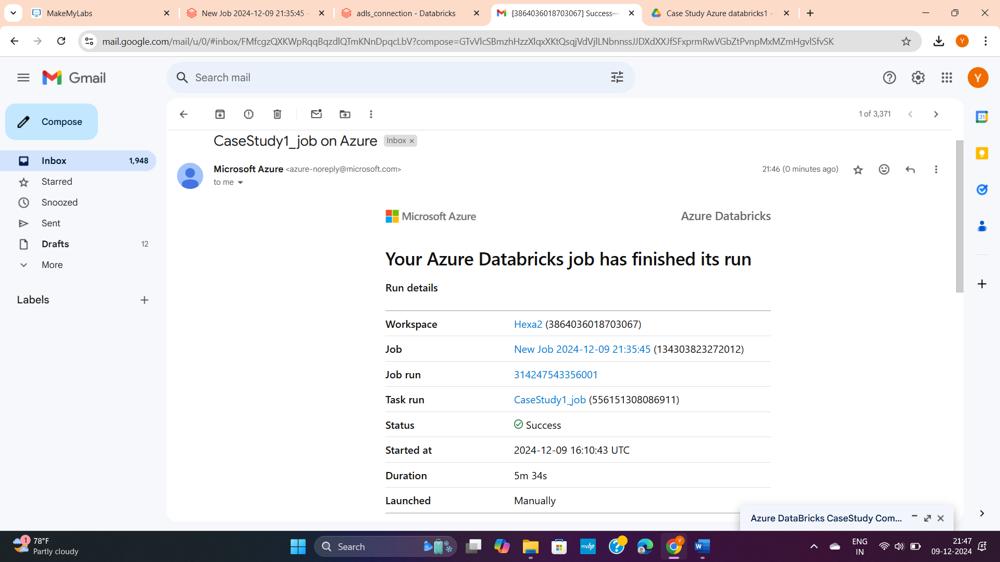 MakeMyLabs
New Job 2024-12-09 21:35:45 -
adls_connection - Databricks
[3864036018703067] Success—
Case Study Azure databricks1 -
mail.google.com/mail/u/0/#inbox/FMfcgzQXKWpRqqBqzdlQTmKNnDpqcLbV?compose=GTvVlcSBmzhHzzXlqxXKtQsqjVdVjlLNbnnssJJDXdXXJfSFxprmRwVGbZtPvnpMxMZmHgvlSfvSK
Y
Gmail
Search mail
Y
Compose
1 of 3,371
CaseStudy1_job on Azure Inbox ×
Inbox 1,948
Microsoft Azure <azure-noreply@microsoft.com>
21:46 (0 minutes ago)
to me
Starred
Snoozed
Sent
Drafts 12
More
Labels
31
Microsoft Azure
Azure Databricks
Your Azure Databricks job has finished its run
Run details
Workspace Hexa2 (3864036018703067)
Job New Job 2024-12-09 21:35:45 (134303823272012)
Job run 314247543356001
Task run CaseStudy1_job (556151308086911)
Status Success
Started at 2024-12-09 16:10:43 UTC
Duration 5m 34s
Launched Manually
Azure DataBricks CaseStudy Com...
1
78°F
Partly cloudy
Search
myhp
Y
W
ENG
IN
21:47
09-12-2024